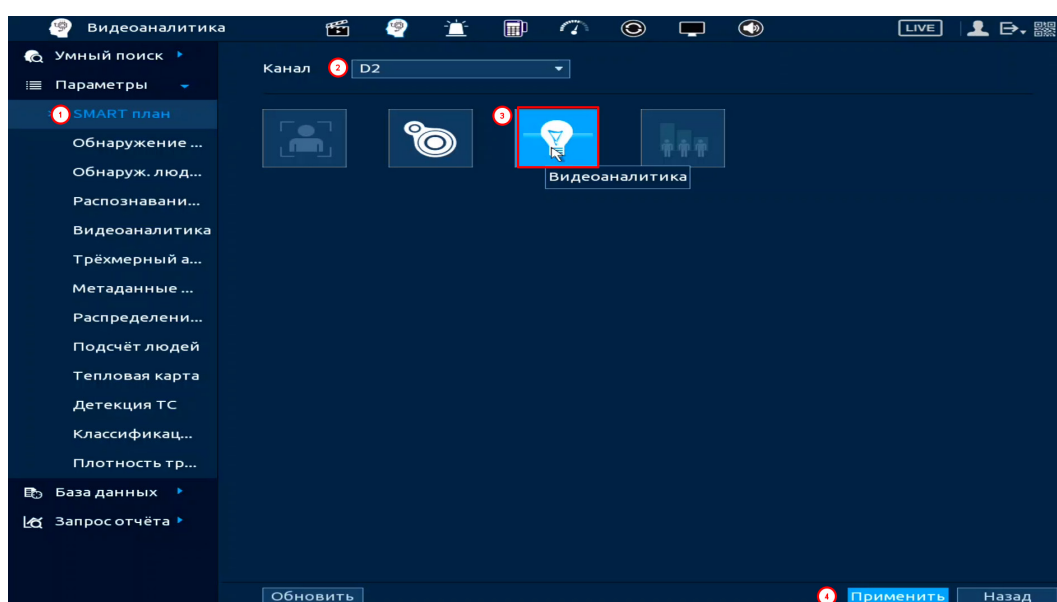 Видеоаналитика
LIVE
Умный поиск
Параметры
1 SMART план
Обнаружение ...
Обнаруж. люд...
Распознавани...
Видеоаналитика
Трёхмерный а...
Метаданные ...
Распределени...
Подсчёт людей
Тепловая карта
Детекция ТС
Классификац...
Плотность тр...
База данных
Запрос отчёта
Канал 2 D2
3
Видеоаналитика
Обновить
4 Применить
Назад